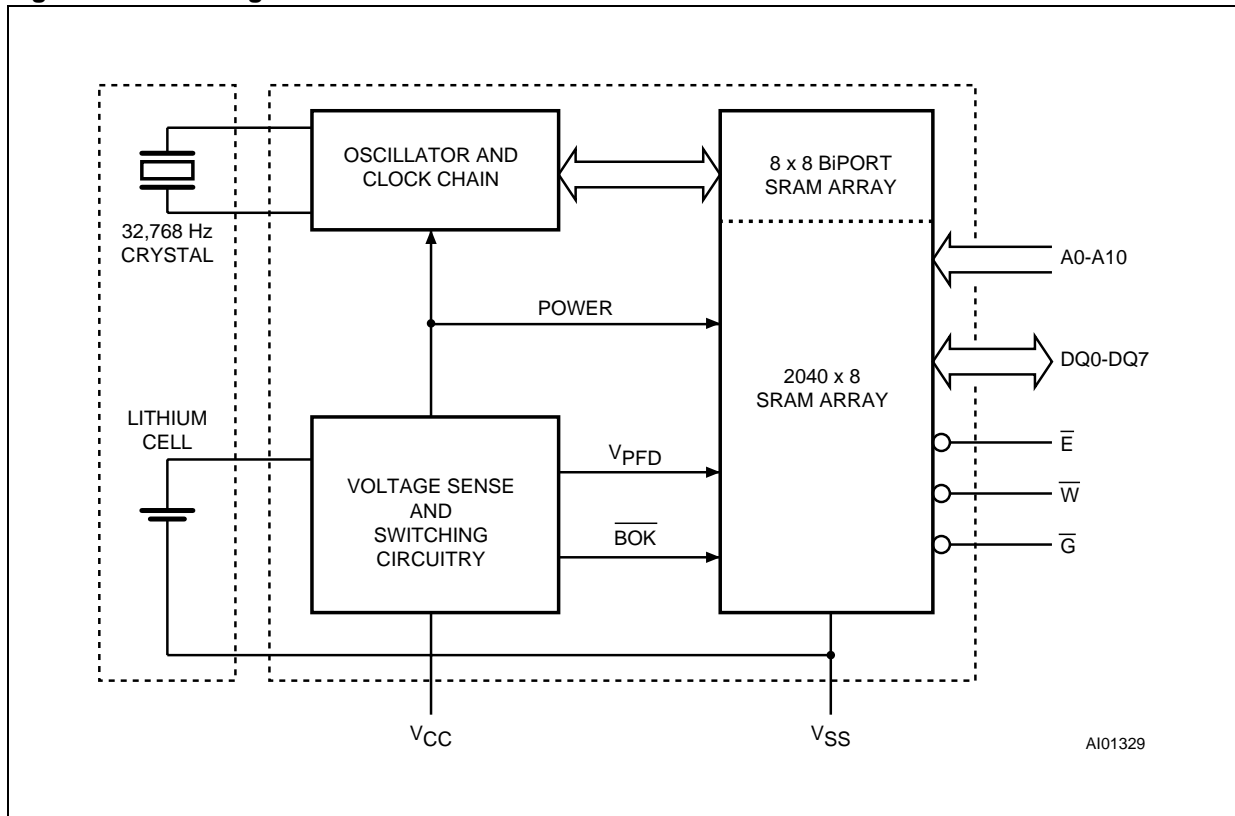 OSCILLATOR AND
CLOCK CHAIN
8 x 8 BiPORT
SRAM ARRAY
32,768 Hz
CRYSTAL
A0-A10
POWER
DQ0-DQ7
2040 x 8
SRAM ARRAY
LITHIUM
CELL
VOLTAGE SENSE
AND
SWITCHING
CIRCUITRY
VPFD
B̅O̅K̅
E̅
W̅
G̅
VCC
VSS
AI01329